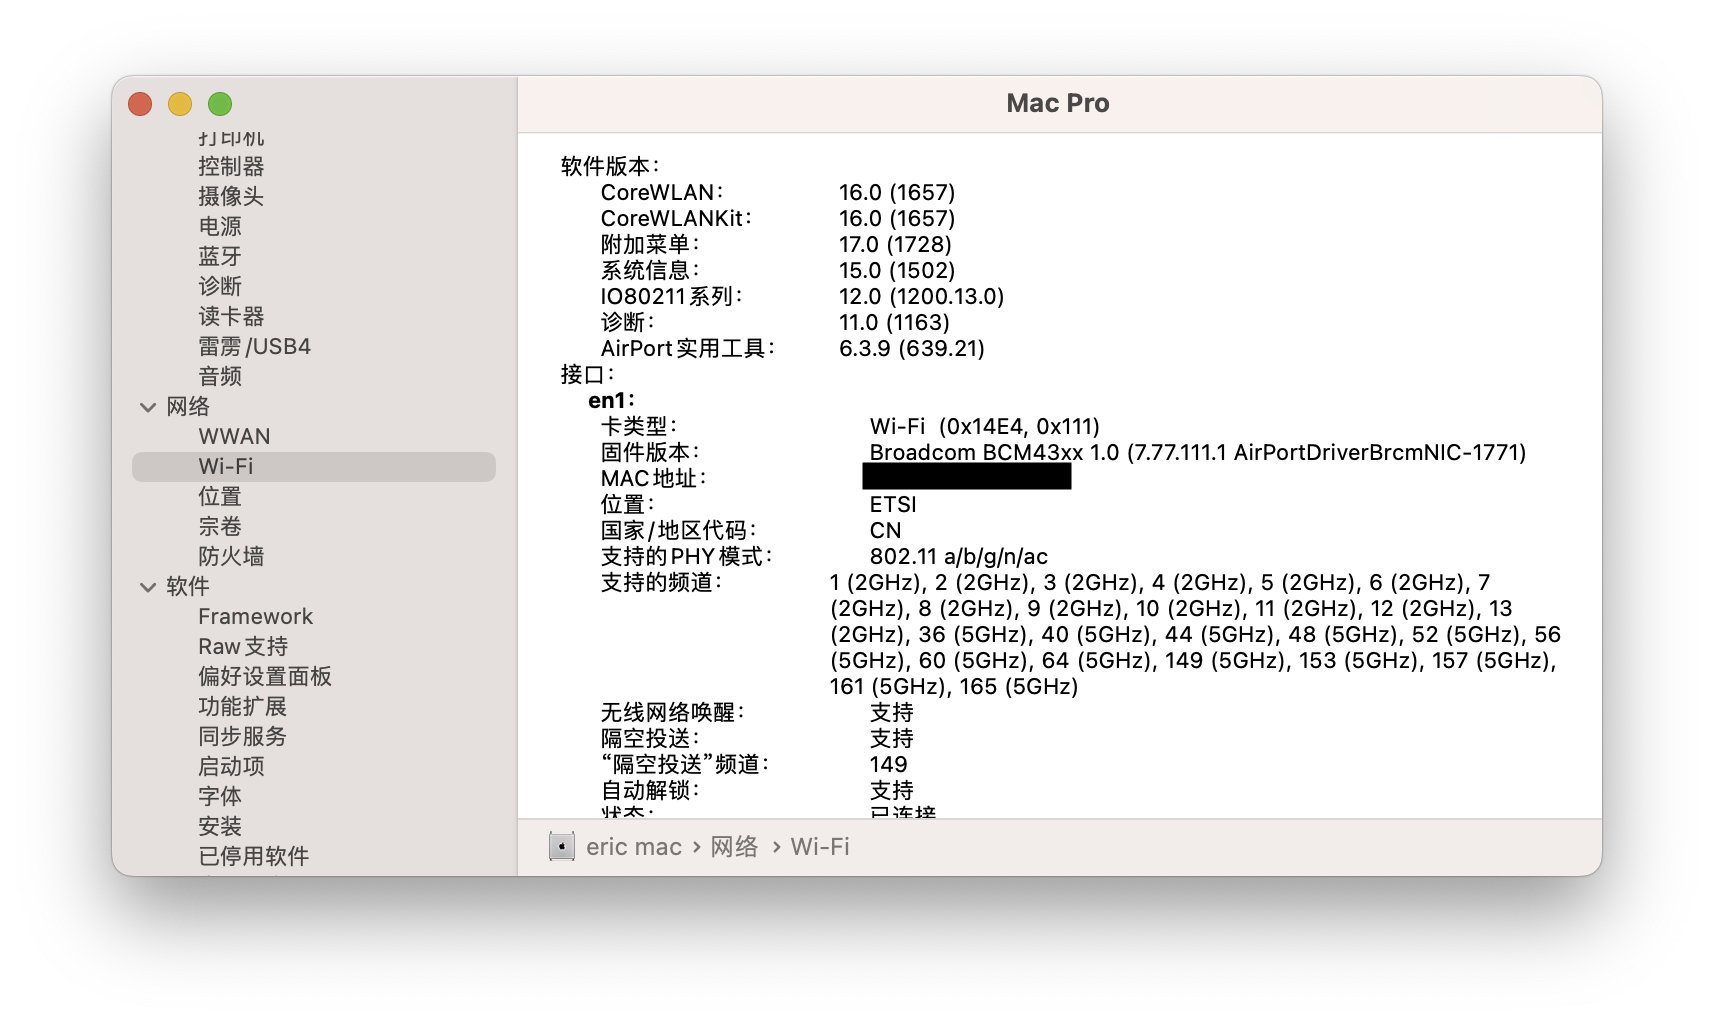 Mac Pro
打印机
控制器
摄像头
电源
蓝牙
诊断
读卡器
雷雳/USB4
音频
网络
WWAN
Wi-Fi
位置
宗卷
防火墙
软件
Framework
Raw支持
偏好设置面板
功能扩展
同步服务
启动项
字体
安装
已停用软件
软件版本：
CoreWLAN： 16.0 (1657)
CoreWLANKit： 16.0 (1657)
附加菜单： 17.0 (1728)
系统信息： 15.0 (1502)
IO80211系列： 12.0 (1200.13.0)
诊断： 11.0 (1163)
AirPort实用工具： 6.3.9 (639.21)
接口：
en1：
卡类型： Wi-Fi (0x14E4, 0x111)
固件版本： Broadcom BCM43xx 1.0 (7.77.111.1 AirPortDriverBrcmNIC-1771)
MAC地址：
位置： ETSI
国家/地区代码： CN
支持的PHY模式： 802.11 a/b/g/n/ac
支持的频道： 1 (2GHz), 2 (2GHz), 3 (2GHz), 4 (2GHz), 5 (2GHz), 6 (2GHz), 7
(2GHz), 8 (2GHz), 9 (2GHz), 10 (2GHz), 11 (2GHz), 12 (2GHz), 13
(2GHz), 36 (5GHz), 40 (5GHz), 44 (5GHz), 48 (5GHz), 52 (5GHz), 56
(5GHz), 60 (5GHz), 64 (5GHz), 149 (5GHz), 153 (5GHz), 157 (5GHz),
161 (5GHz), 165 (5GHz)
无线网络唤醒： 支持
隔空投送： 支持
“隔空投送”频道： 149
自动解锁： 支持
状态： 已连接
eric mac › 网络 › Wi-Fi